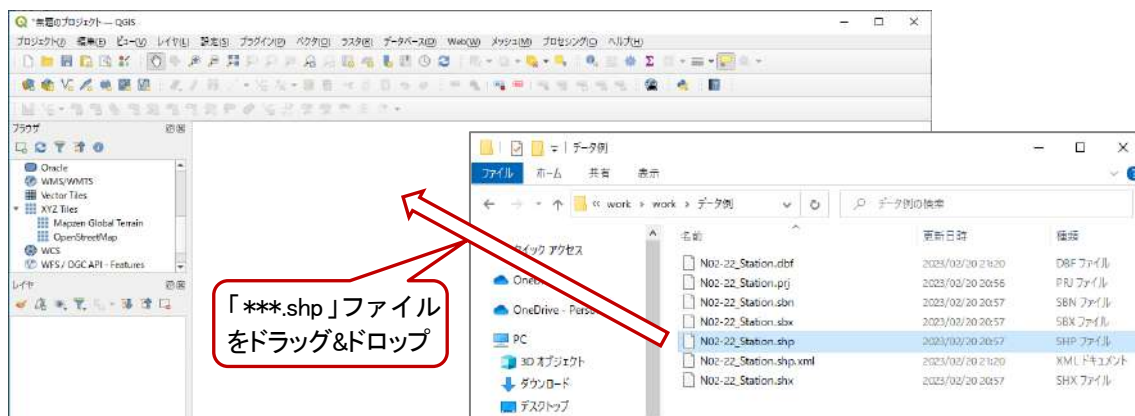 *無題のプロジェクト — QGIS
プロジェクト(J) 編集(E) ビュー(V) レイヤ(L) 設定(S) プラグイン(P) ベクタ(O) ラスタ(R) データベース(D) Web(W) メッシュ(M) プロセシング(C) ヘルプ(H)
ブラウザ
Oracle
WMS/WMTS
Vector Tiles
XYZ Tiles
Mapzen Global Terrain
OpenStreetMap
WCS
WFS / OGC API - Features
レイヤ
「***.shp」ファイル
をドラッグ&ドロップ
データ例
ファイル ホーム 共有 表示
« work › work › データ例
データ例の検索
クイック アクセス
OneDrive - Perso
PC
3D オブジェクト
ダウンロード
デスクトップ
名前 更新日時 種類
N02-22_Station.dbf 2023/02/20 21:20 DBF ファイル
N02-22_Station.prj 2023/02/20 20:56 PRJ ファイル
N02-22_Station.sbn 2023/02/20 20:57 SBN ファイル
N02-22_Station.sbx 2023/02/20 20:57 SBX ファイル
N02-22_Station.shp 2023/02/20 20:57 SHP ファイル
N02-22_Station.shp.xml 2023/02/20 21:20 XML ドキュメント
N02-22_Station.shx 2023/02/20 20:57 SHX ファイル